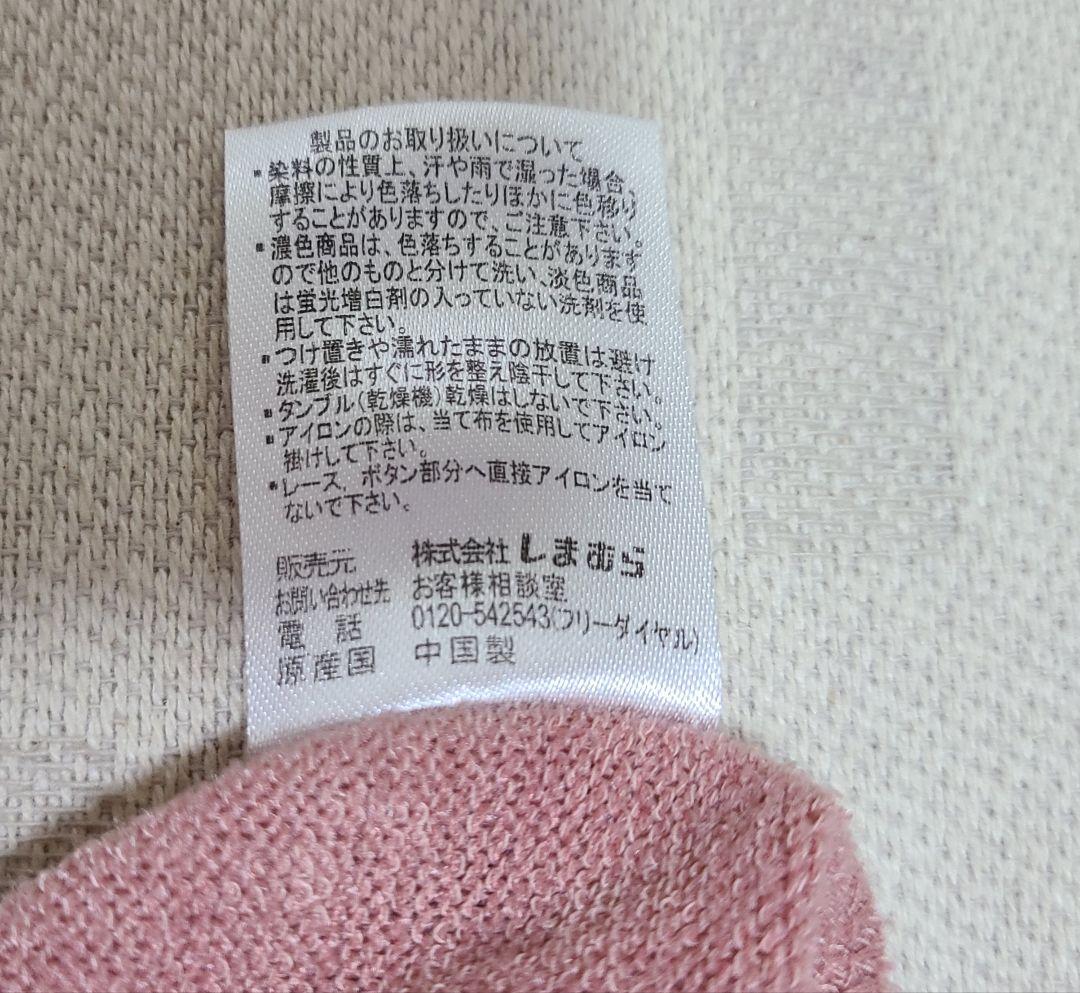 製品のお取り扱いについて
*染料の性質上、汗や雨で湿った場合、
摩擦により色落ちしたりほかに色移り
することがありますので、ご注意下さい。
*濃色商品は、色落ちすることがあります
ので他のものと分けて洗い、淡色商品
は蛍光増白剤の入っていない洗剤を使
用して下さい。
*つけ置きや濡れたままの放置は避け
洗濯後はすぐに形を整え陰干して下さい。
*タンブル(乾燥機)乾燥はしないで下さい。
*アイロンの際は、当て布を使用してアイロン
掛けして下さい。
*レース、ボタン部分へ直接アイロンを当て
ないで下さい。
販売元 株式会社しまむら
お問い合わせ先 お客様相談室
電話 0120-542543(フリーダイヤル)
原産国 中国製